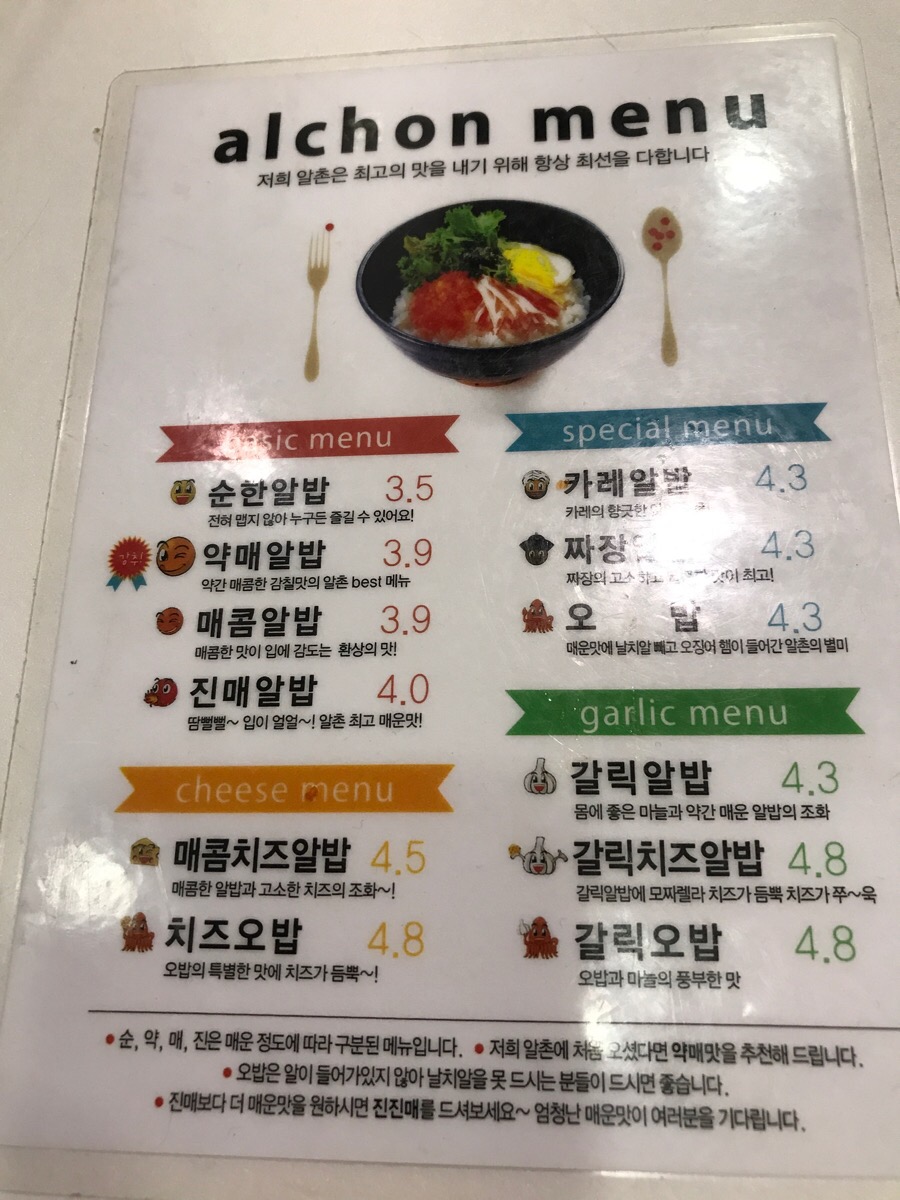 alchon menu
저희 알촌은 최고의 맛을 내기 위해 항상 최선을 다합니다
basic menu
순한알밥 3.5
전혀 맵지 않아 누구든 즐길 수 있어요!
강추
약매알밥 3.9
약간 매콤한 감칠맛의 알촌 best 메뉴
매콤알밥 3.9
매콤한 맛이 입에 감도는 환상의 맛!
진매알밥 4.0
땀뻘뻘~ 입이 얼얼~! 알촌 최고 매운맛!
cheese menu
매콤치즈알밥 4.5
매콤한 알밥과 고소한 치즈의 조화~!
치즈오밥 4.8
오밥의 특별한 맛에 치즈가 듬뿍~!
special menu
카레알밥 4.3
카레의 향긋한
짜장알 4.3
짜장의 고소하고 맛이 최고!
오 밥 4.3
매운맛에 날치알 빼고 오징어 햄이 들어간 알촌의 별미
garlic menu
갈릭알밥 4.3
몸에 좋은 마늘과 약간 매운 알밥의 조화
갈릭치즈알밥 4.8
갈릭알밥에 모짜렐라 치즈가 듬뿍 치즈가 쭈~욱
갈릭오밥 4.8
오밥과 마늘의 풍부한 맛
• 순, 약, 매, 진은 매운 정도에 따라 구분된 메뉴입니다. • 저희 알촌에 처음 오셨다면 약매맛을 추천해 드립니다.
• 오밥은 알이 들어가있지 않아 날치알을 못 드시는 분들이 드시면 좋습니다.
• 진매보다 더 매운맛을 원하시면 진진매를 드셔보세요~ 엄청난 매운맛이 여러분을 기다립니다.